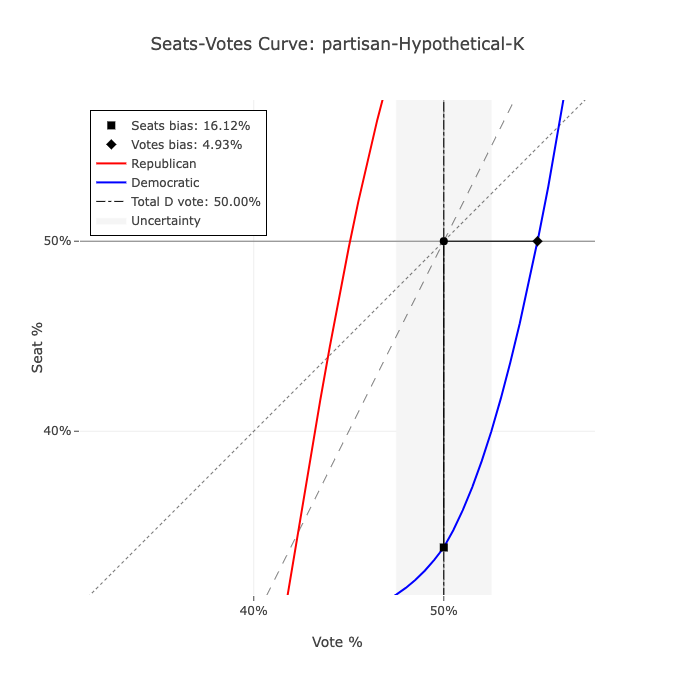 Seats-Votes Curve: partisan-Hypothetical-K
Seats bias: 16.12%
Votes bias: 4.93%
Republican
Democratic
Total D vote: 50.00%
Uncertainty
50%
40%
Seat %
40%
50%
Vote %